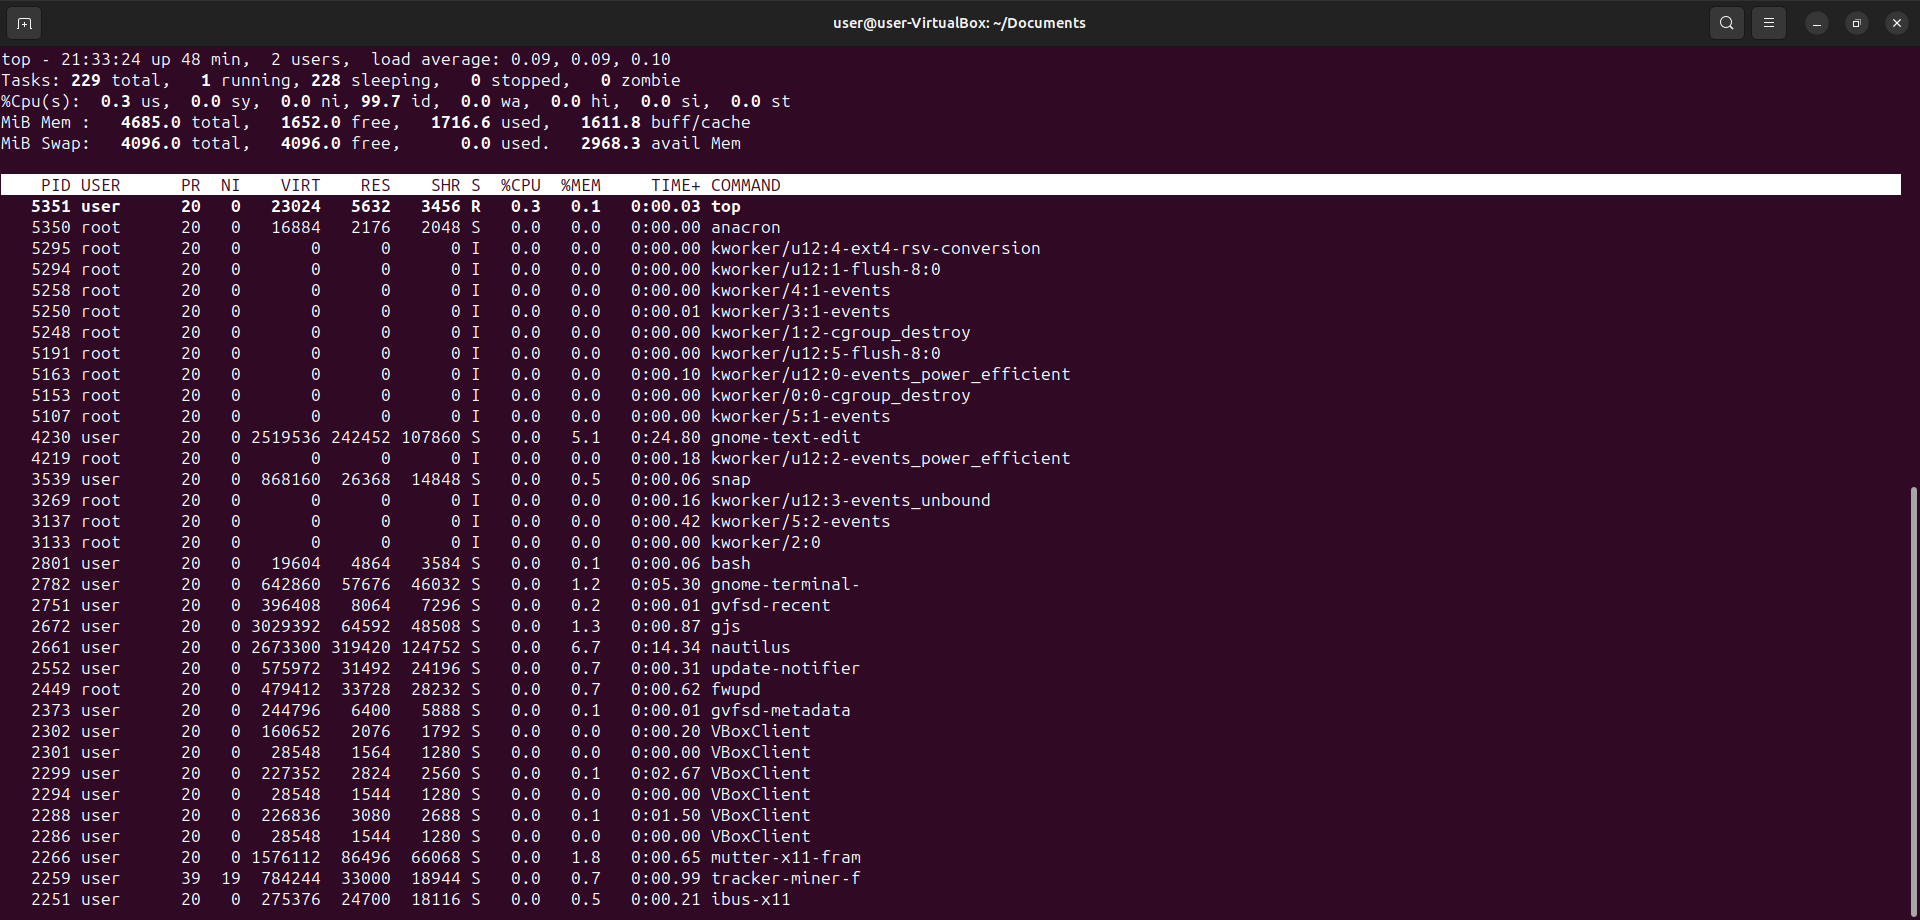 user@user-VirtualBox: ~/Documents
top - 21:33:24 up 48 min,  2 users,  load average: 0.09, 0.09, 0.10
Tasks: 229 total,   1 running, 228 sleeping,   0 stopped,   0 zombie
%Cpu(s):  0.3 us,  0.0 sy,  0.0 ni, 99.7 id,  0.0 wa,  0.0 hi,  0.0 si,  0.0 st
MiB Mem :   4685.0 total,   1652.0 free,   1716.6 used,   1611.8 buff/cache
MiB Swap:   4096.0 total,   4096.0 free,      0.0 used.   2968.3 avail Mem
PID USER      PR  NI    VIRT    RES    SHR S  %CPU  %MEM     TIME+ COMMAND
5351 user      20   0   23024   5632   3456 R   0.3   0.1   0:00.03 top
5350 root      20   0   16884   2176   2048 S   0.0   0.0   0:00.00 anacron
5295 root      20   0       0      0      0 I   0.0   0.0   0:00.00 kworker/u12:4-ext4-rsv-conversion
5294 root      20   0       0      0      0 I   0.0   0.0   0:00.00 kworker/u12:1-flush-8:0
5258 root      20   0       0      0      0 I   0.0   0.0   0:00.00 kworker/4:1-events
5250 root      20   0       0      0      0 I   0.0   0.0   0:00.01 kworker/3:1-events
5248 root      20   0       0      0      0 I   0.0   0.0   0:00.00 kworker/1:2-cgroup_destroy
5191 root      20   0       0      0      0 I   0.0   0.0   0:00.00 kworker/u12:5-flush-8:0
5163 root      20   0       0      0      0 I   0.0   0.0   0:00.10 kworker/u12:0-events_power_efficient
5153 root      20   0       0      0      0 I   0.0   0.0   0:00.00 kworker/0:0-cgroup_destroy
5107 root      20   0       0      0      0 I   0.0   0.0   0:00.00 kworker/5:1-events
4230 user      20   0 2519536 242452 107860 S   0.0   5.1   0:24.80 gnome-text-edit
4219 root      20   0       0      0      0 I   0.0   0.0   0:00.18 kworker/u12:2-events_power_efficient
3539 user      20   0  868160  26368  14848 S   0.0   0.5   0:00.06 snap
3269 root      20   0       0      0      0 I   0.0   0.0   0:00.16 kworker/u12:3-events_unbound
3137 root      20   0       0      0      0 I   0.0   0.0   0:00.42 kworker/5:2-events
3133 root      20   0       0      0      0 I   0.0   0.0   0:00.00 kworker/2:0
2801 user      20   0   19604   4864   3584 S   0.0   0.1   0:00.06 bash
2782 user      20   0  642860  57676  46032 S   0.0   1.2   0:05.30 gnome-terminal-
2751 user      20   0  396408   8064   7296 S   0.0   0.2   0:00.01 gvfsd-recent
2672 user      20   0 3029392  64592  48508 S   0.0   1.3   0:00.87 gjs
2661 user      20   0 2673300 319420 124752 S   0.0   6.7   0:14.34 nautilus
2552 user      20   0  575972  31492  24196 S   0.0   0.7   0:00.31 update-notifier
2449 root      20   0  479412  33728  28232 S   0.0   0.7   0:00.62 fwupd
2373 user      20   0  244796   6400   5888 S   0.0   0.1   0:00.01 gvfsd-metadata
2302 user      20   0  160652   2076   1792 S   0.0   0.0   0:00.20 VBoxClient
2301 user      20   0   28548   1564   1280 S   0.0   0.0   0:00.00 VBoxClient
2299 user      20   0  227352   2824   2560 S   0.0   0.1   0:02.67 VBoxClient
2294 user      20   0   28548   1544   1280 S   0.0   0.0   0:00.00 VBoxClient
2288 user      20   0  226836   3080   2688 S   0.0   0.1   0:01.50 VBoxClient
2286 user      20   0   28548   1544   1280 S   0.0   0.0   0:00.00 VBoxClient
2266 user      20   0 1576112  86496  66068 S   0.0   1.8   0:00.65 mutter-x11-fram
2259 user      39  19  784244  33000  18944 S   0.0   0.7   0:00.99 tracker-miner-f
2251 user      20   0  275376  24700  18116 S   0.0   0.5   0:00.21 ibus-x11